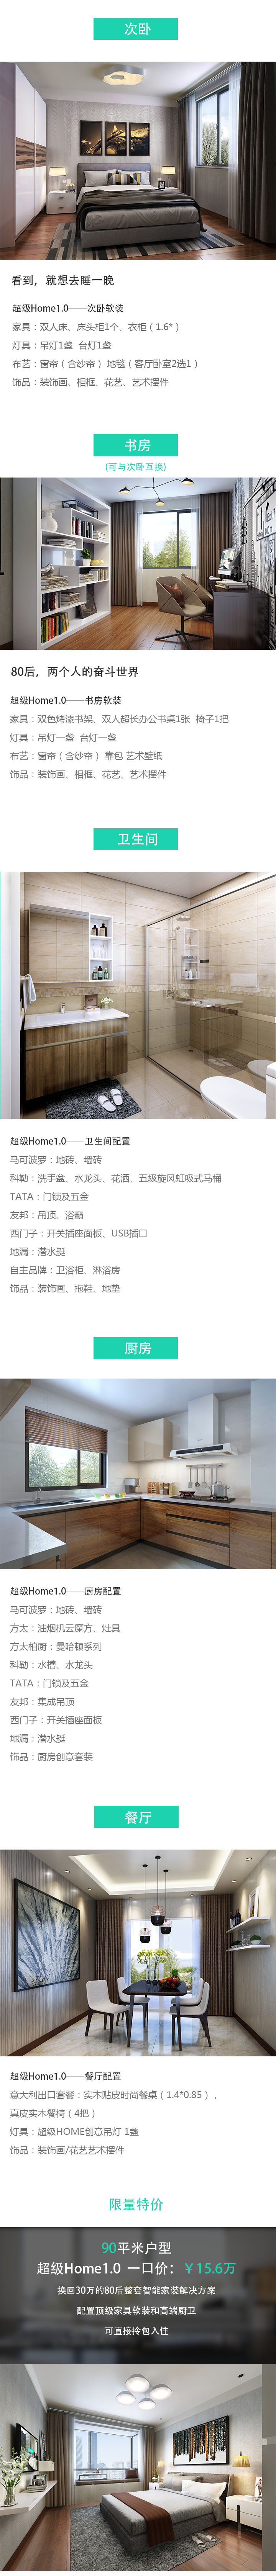 次卧
看到，就想去睡一晚
超级Home1.0——次卧软装
家具：双人床、床头柜1个、衣柜（1.6*）
灯具：吊灯1盏  台灯1盏
布艺：窗帘（含纱帘） 地毯（客厅卧室2选1）
饰品：装饰画、相框、花艺、艺术摆件
书房
(可与次卧互换)
80后，两个人的奋斗世界
超级Home1.0——书房软装
家具：双色烤漆书架、双人超长办公书桌1张  椅子1把
灯具：吊灯一盏  台灯一盏
布艺：窗帘（含纱帘） 靠包 艺术壁纸
饰品：装饰画、相框、花艺、艺术摆件
卫生间
超级Home1.0——卫生间配置
马可波罗：地砖、墙砖
科勒：洗手盆、水龙头、花洒、五级旋风虹吸式马桶
TATA：门锁及五金
友邦：吊顶、浴霸
西门子：开关插座面板、USB插口
地漏：潜水艇
自主品牌：卫浴柜、淋浴房
饰品：装饰画、拖鞋、地垫
厨房
超级Home1.0——厨房配置
马可波罗：地砖、墙砖
方太：油烟机云魔方、灶具
方太柏厨：曼哈顿系列
科勒：水槽、水龙头
TATA：门锁及五金
友邦：集成吊顶
西门子：开关插座面板
地漏：潜水艇
饰品：厨房创意套装
餐厅
超级Home1.0——餐厅配置
意大利出口套餐：实木贴皮时尚餐桌（1.4*0.85），
真皮实木餐椅（4把）
灯具：超级HOME创意吊灯 1盏
饰品：装饰画/花艺艺术摆件
限量特价
90平米户型
超级Home1.0  一口价：￥15.6万
换回30万的80后整套智能家装解决方案
配置顶级家具软装和高端厨卫
可直接拎包入住